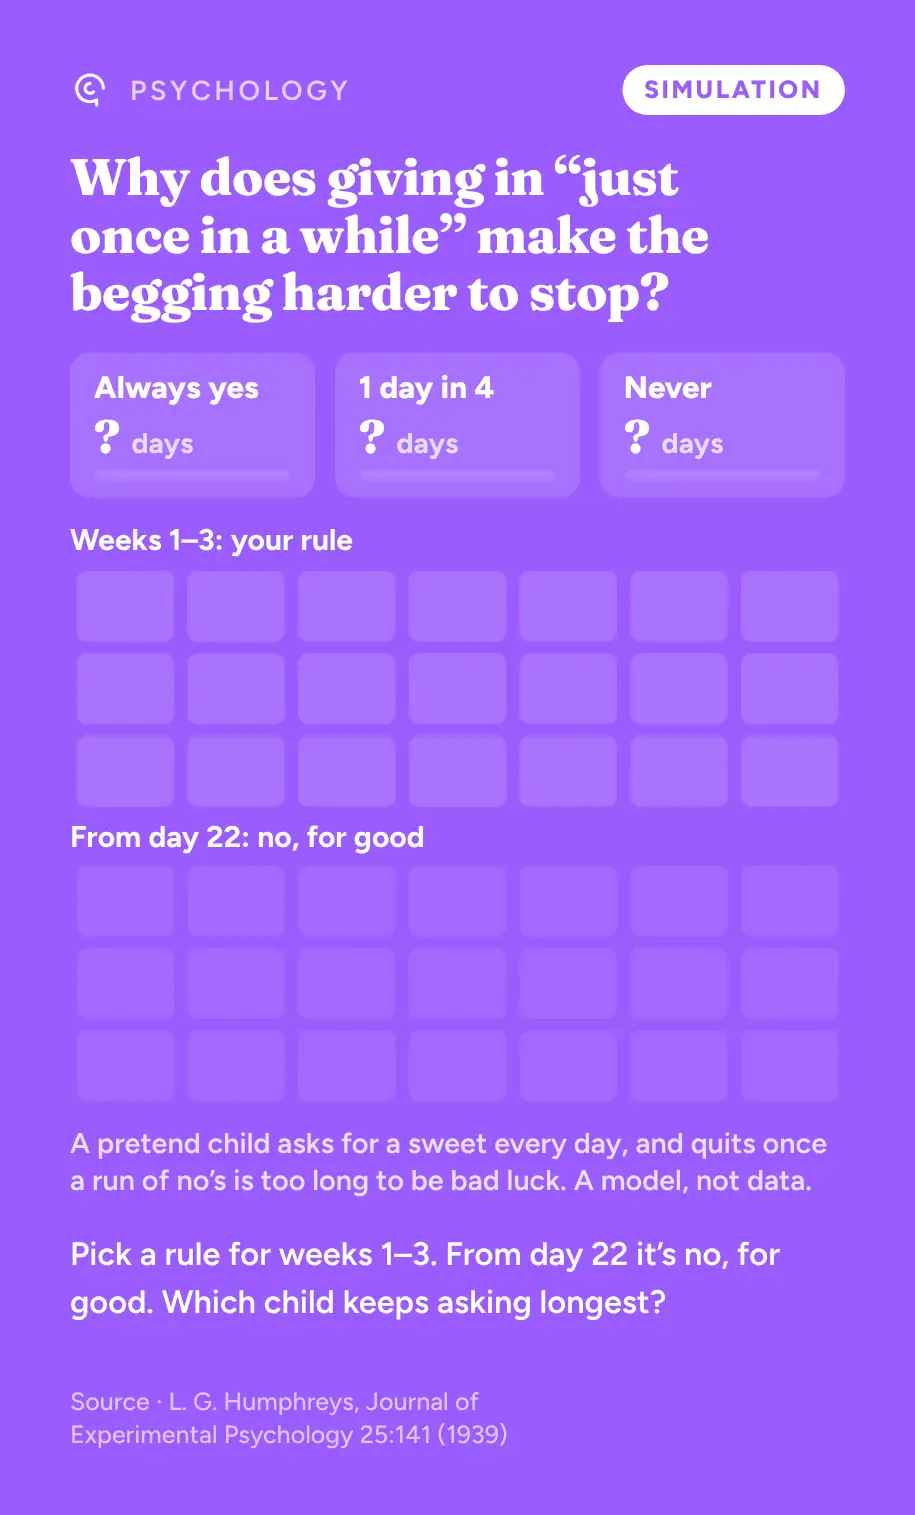 PSYCHOLOGY
SIMULATION
Why does giving in “just
once in a while” make the
begging harder to stop?
Always yes
? days
1 day in 4
? days
Never
? days
Weeks 1–3: your rule
From day 22: no, for good
A pretend child asks for a sweet every day, and quits once
a run of no’s is too long to be bad luck. A model, not data.
Pick a rule for weeks 1–3. From day 22 it’s no, for
good. Which child keeps asking longest?
Source · L. G. Humphreys, Journal of
Experimental Psychology 25:141 (1939)